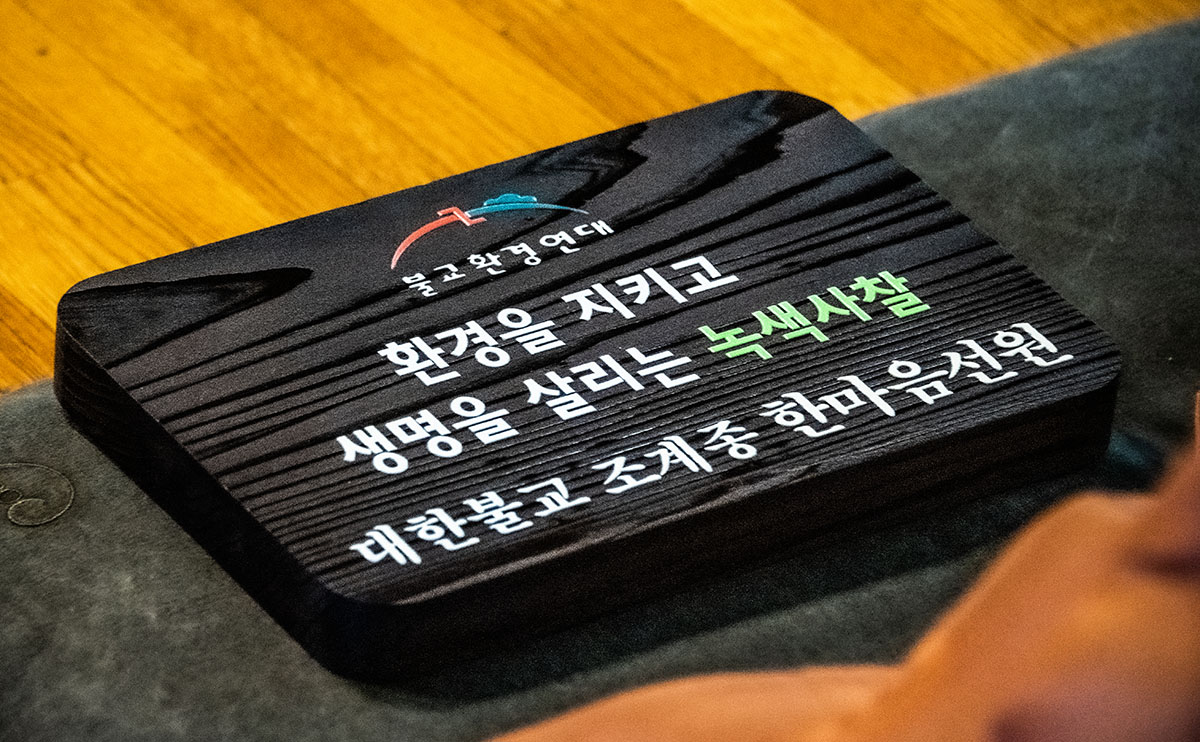 불교환경연대
환경을 지키고
생명을 살리는 녹색사찰
대한불교 조계종 한마음선원